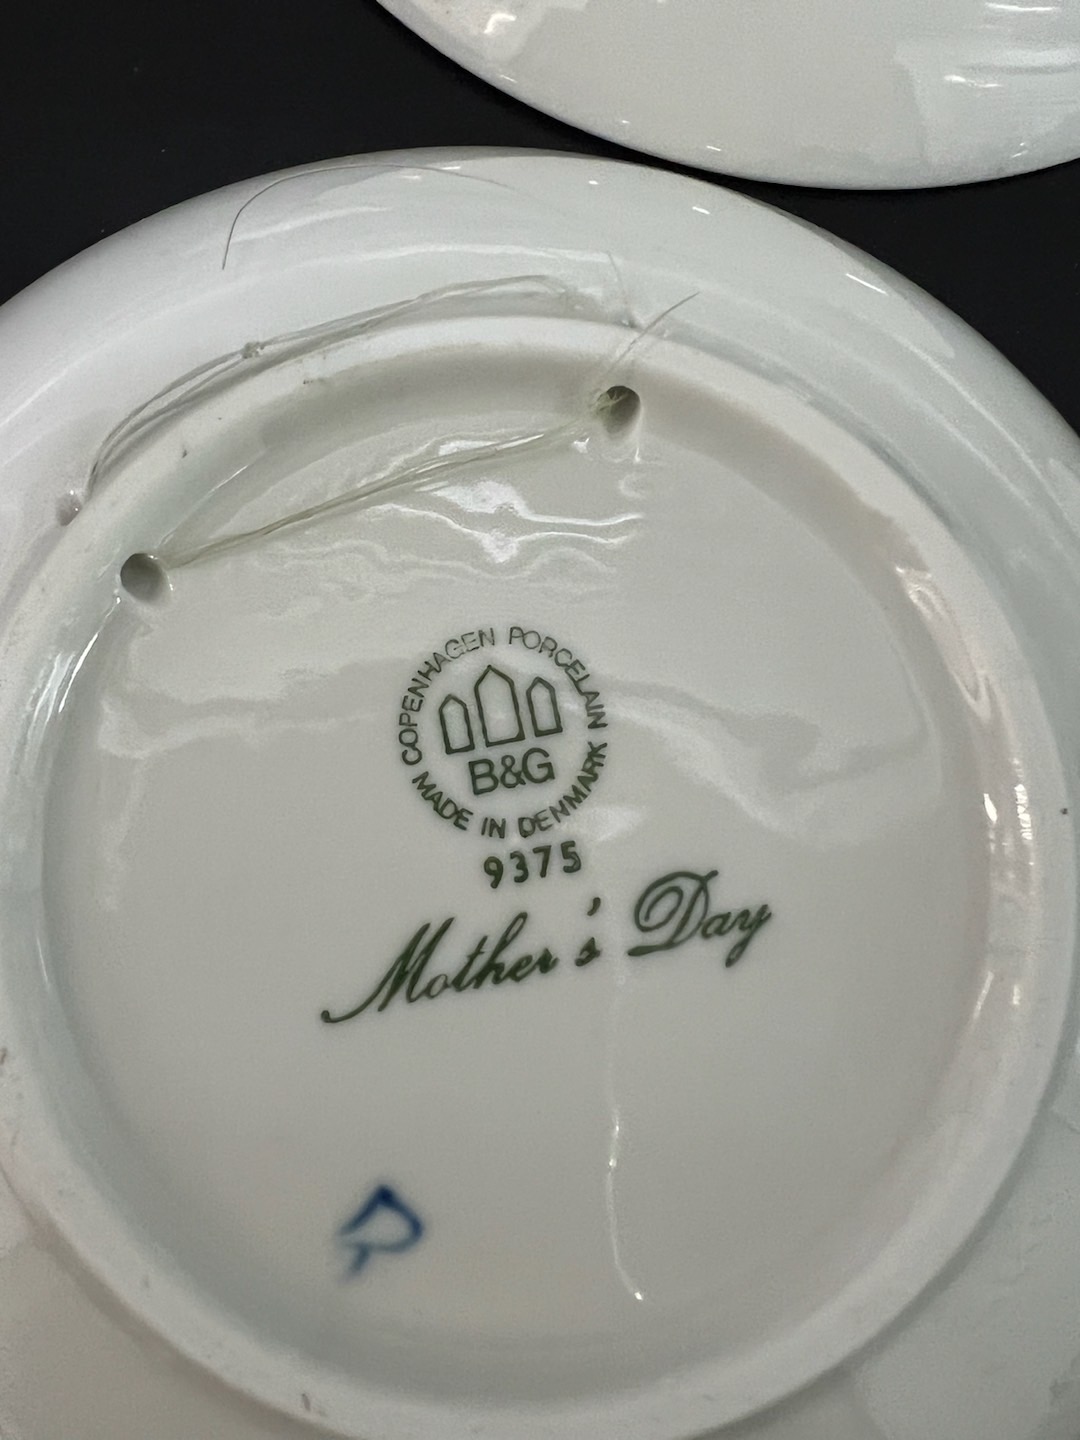 COPENHAGEN PORCELAIN
B&G
MADE IN DENMARK
9375
Mother's Day